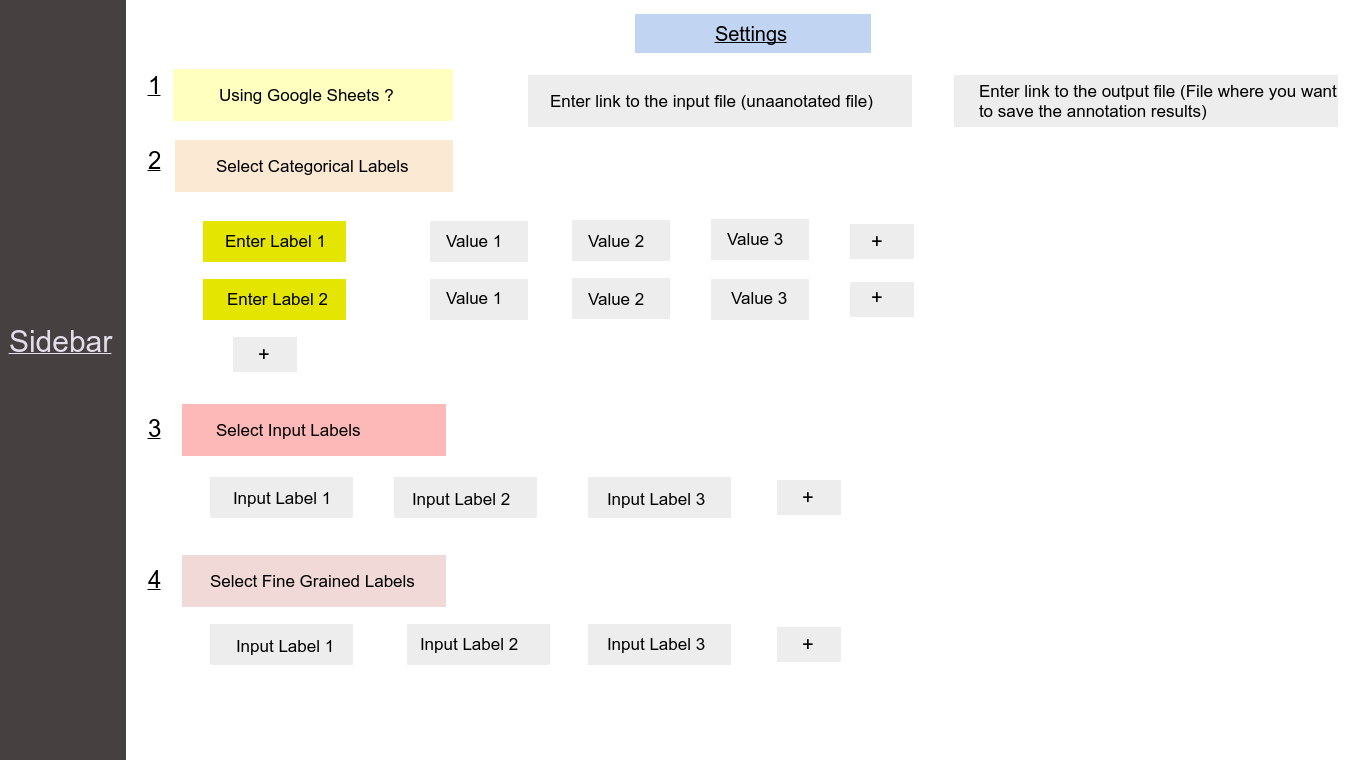 Settings
1
Using Google Sheets ?
Enter link to the input file (unaanotated file)
Enter link to the output file (File where you want
to save the annotation results)
2
Select Categorical Labels
Enter Label 1
Value 1
Value 2
Value 3
+
Enter Label 2
Value 1
Value 2
Value 3
+
+
Sidebar
3
Select Input Labels
Input Label 1
Input Label 2
Input Label 3
+
4
Select Fine Grained Labels
Input Label 1
Input Label 2
Input Label 3
+